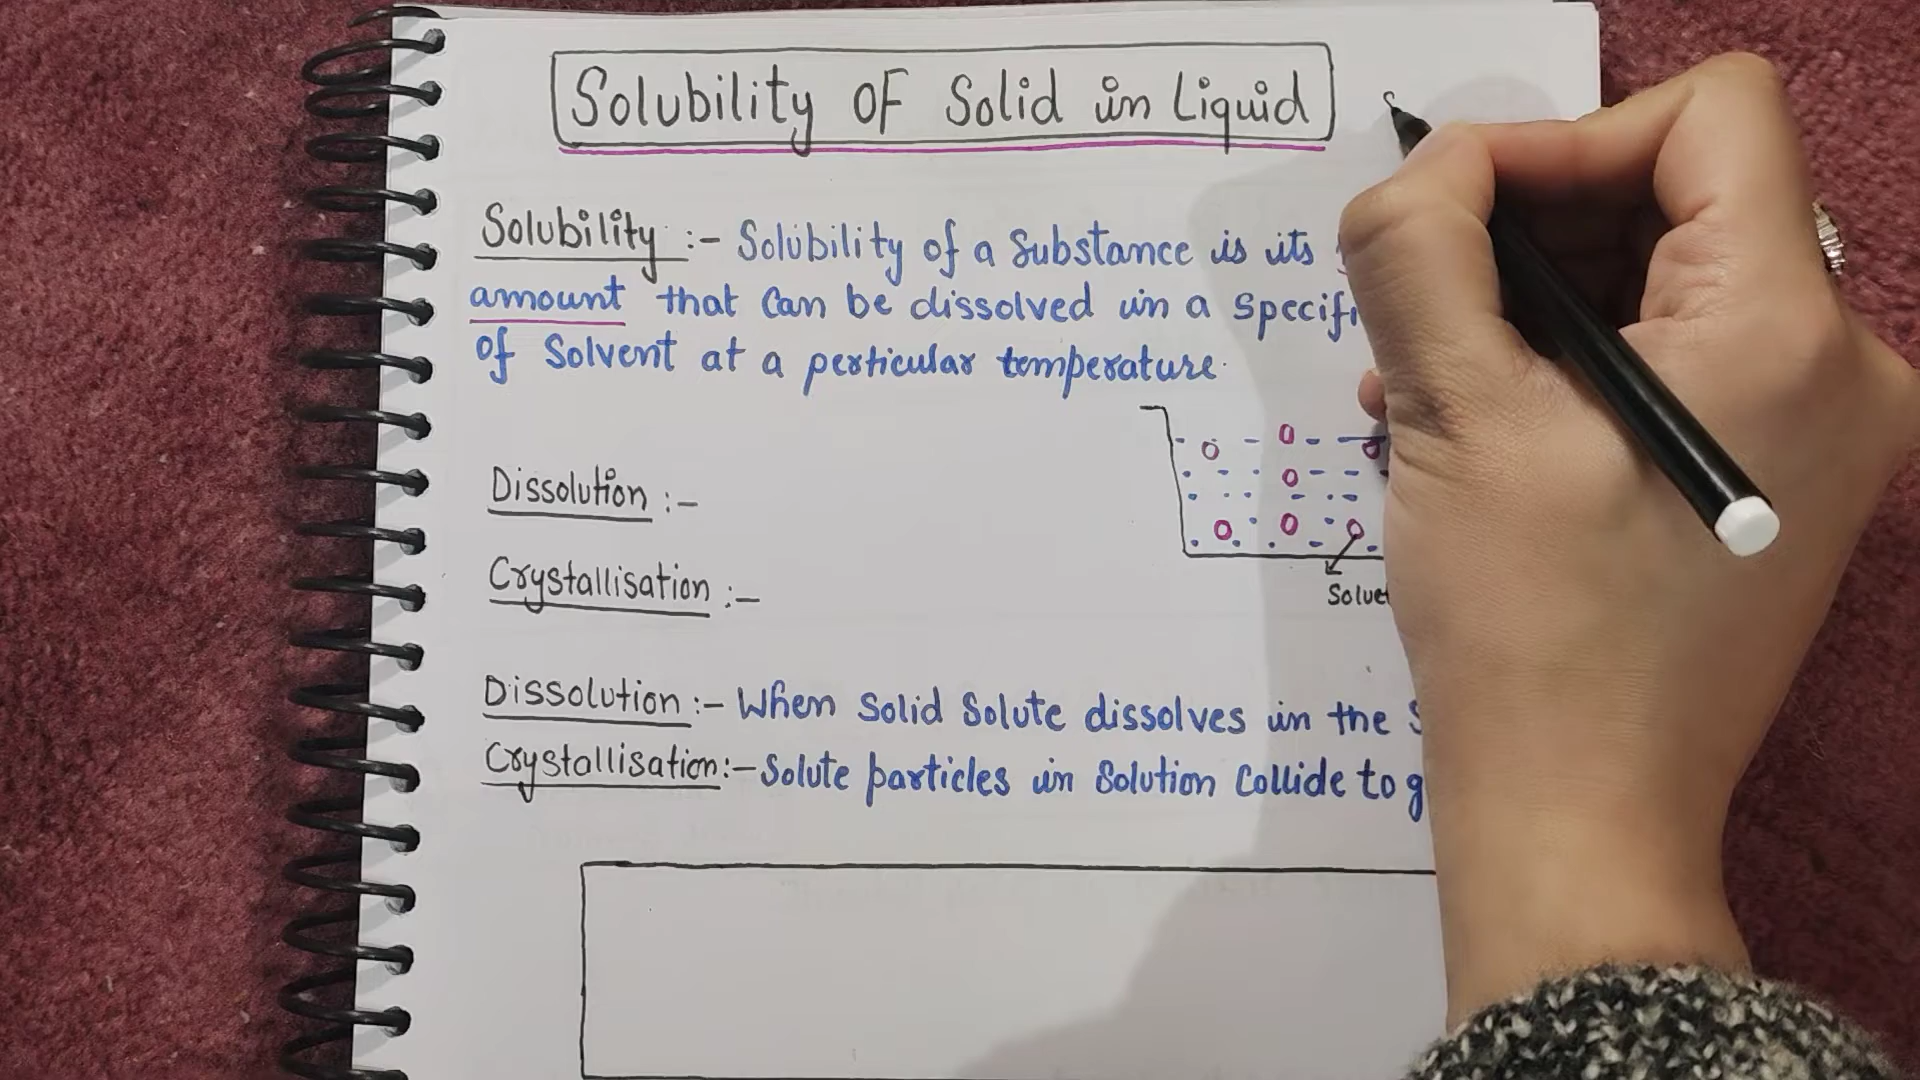 Solubility OF Solid in Liquid
Solubility :- Solubility of a Substance is its
amount that Can be dissolved in a
of Solvent at a perticular temperature.
Dissolution :-
Crystallisation :-
Dissolution :- When Solid Solute dissolves in the
Crystallisation :- Solute particles in Solution Collide to